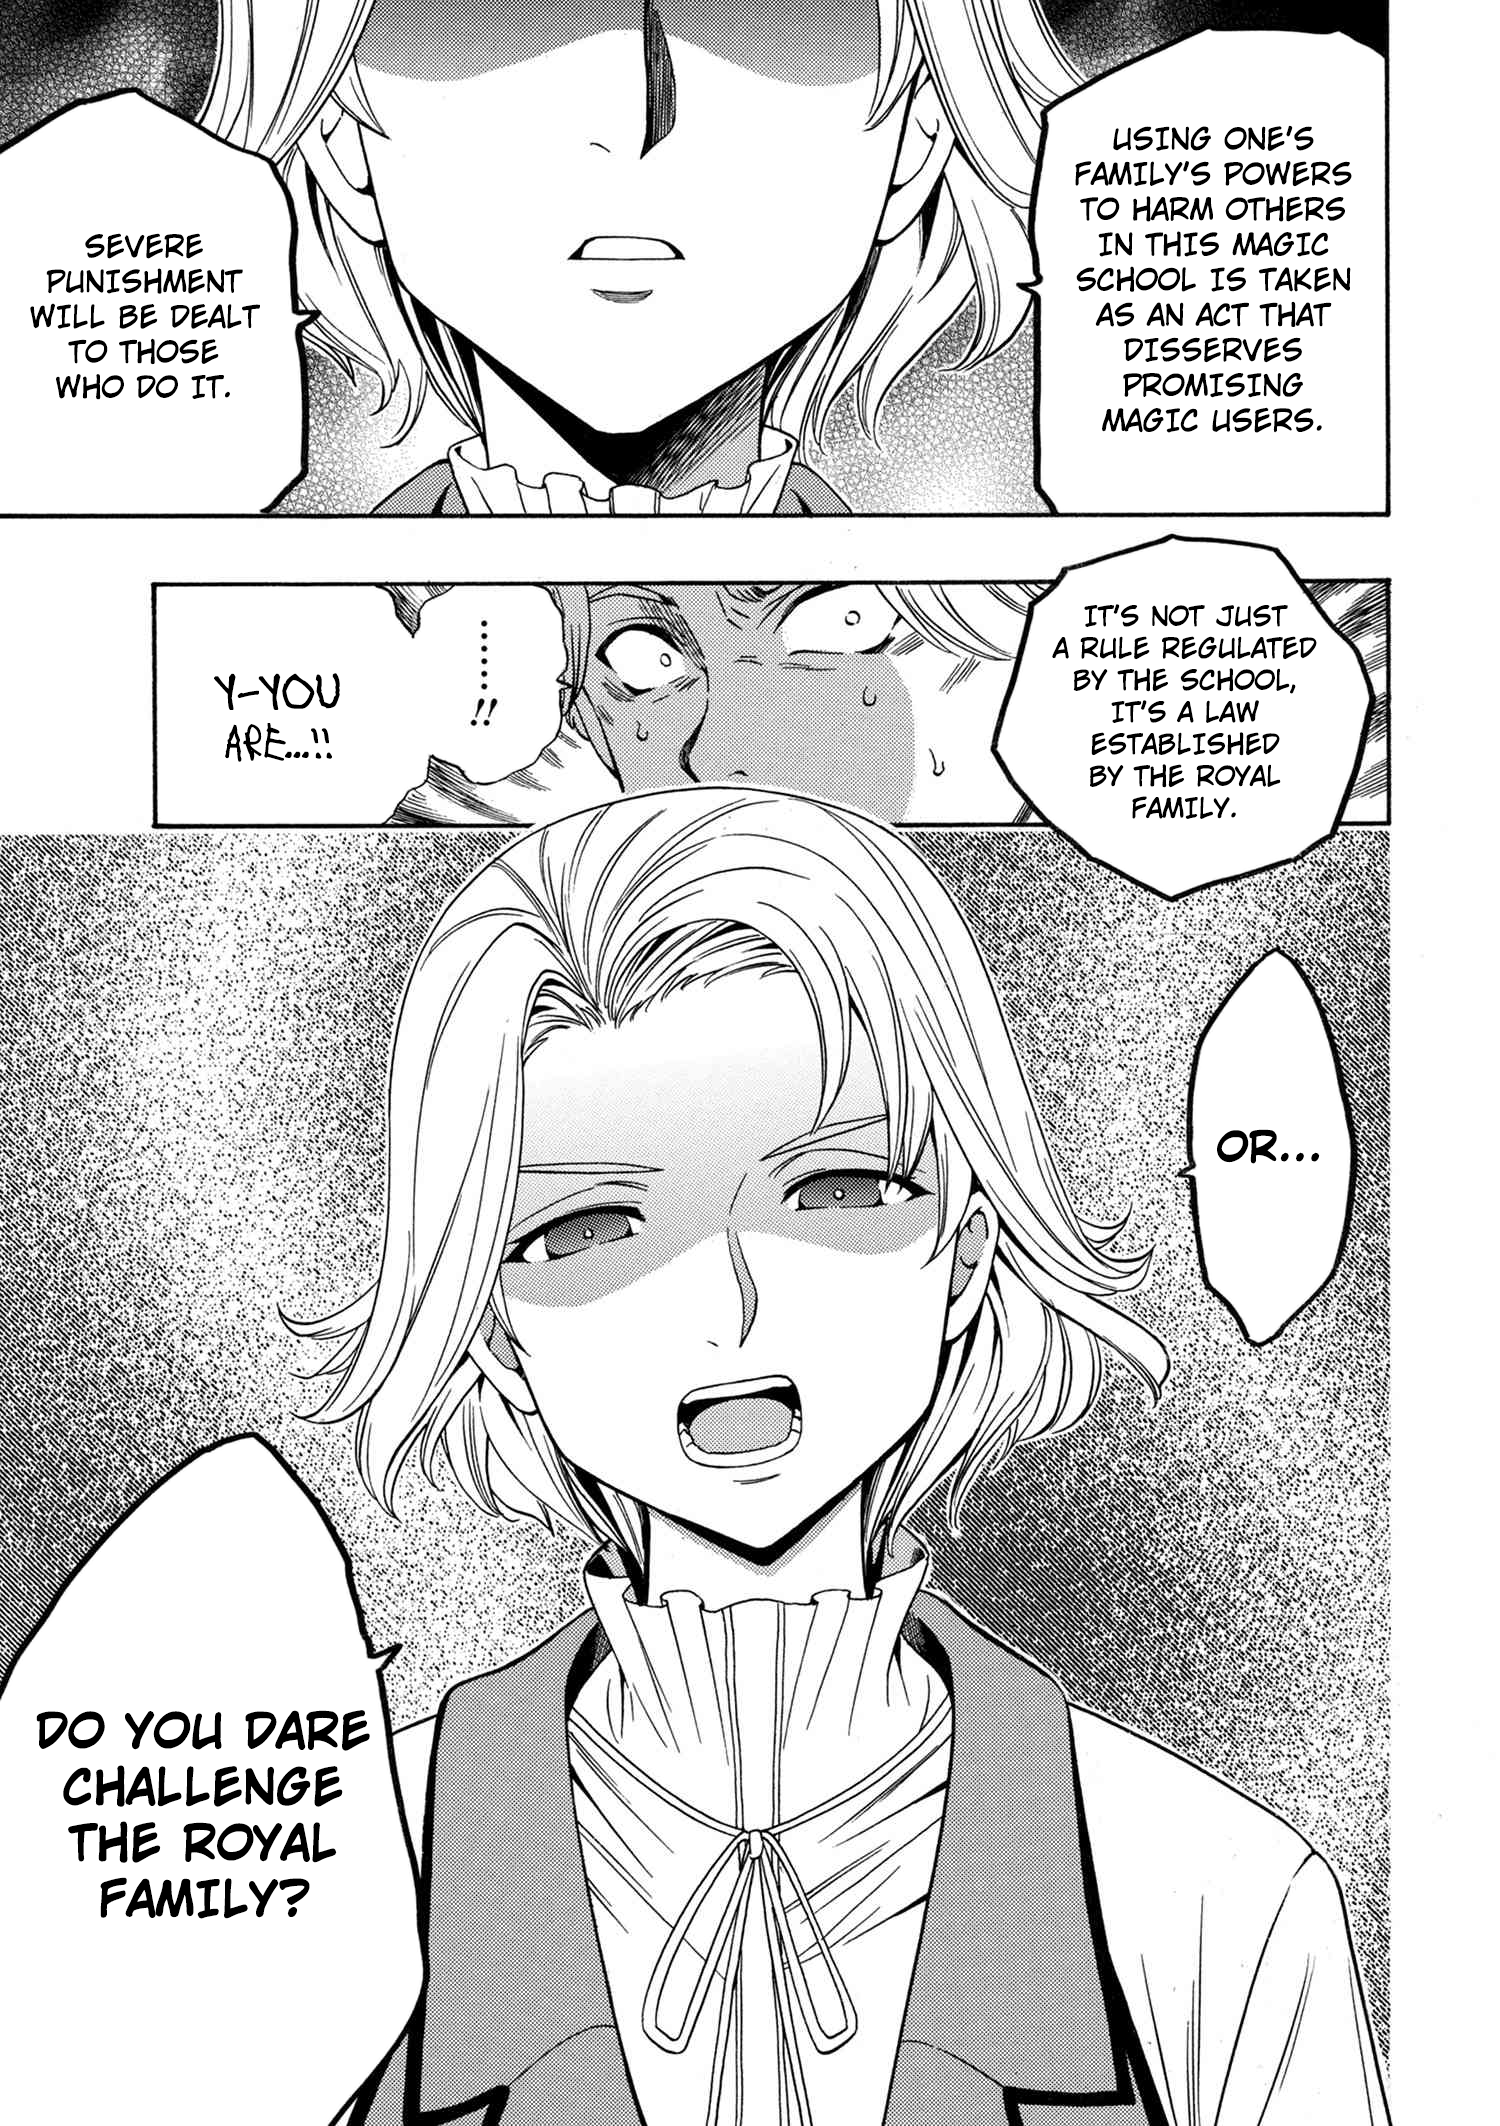 USING ONE'S
FAMILY'S POWERS
TO HARM OTHERS
IN THIS MAGIC
SCHOOL IS TAKEN
AS AN ACT THAT
DISSERVES
PROMISING
MAGIC USERS.
SEVERE
PUNISHMENT
WILL BE DEALT
TO THOSE
WHO DO IT.
IT'S NOT JUST
A RULE REGULATED
BY THE SCHOOL,
IT'S A LAW
ESTABLISHED
BY THE ROYAL
FAMILY.
......!!
Y-YOU
ARE...!!
OR...
DO YOU DARE
CHALLENGE
THE ROYAL
FAMILY?